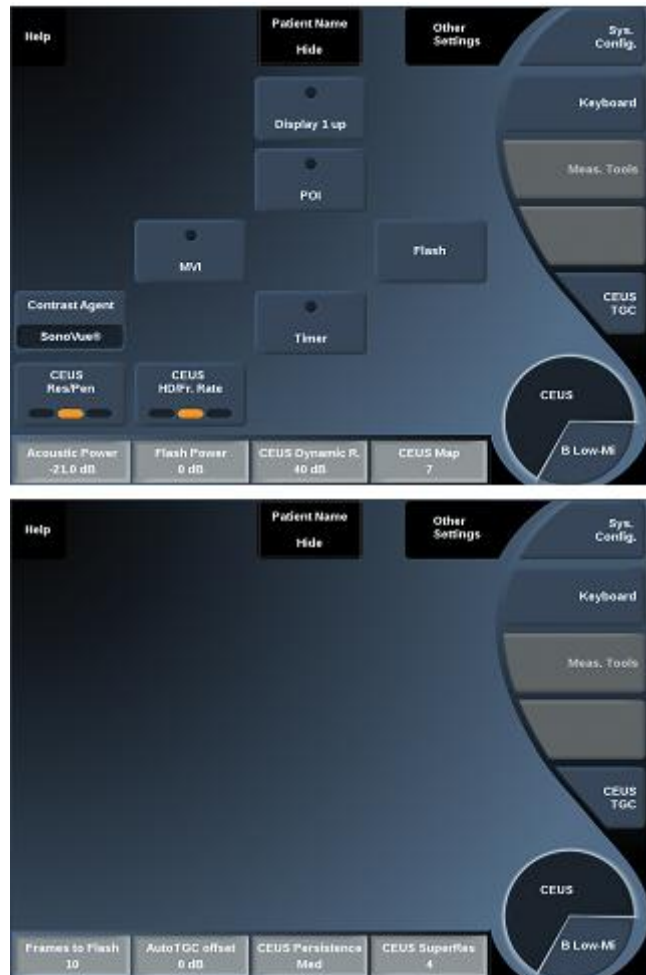 Help
Patient Name
Hide
Other
Settings
Sys.
Config.
Keyboard
Display 1 up
Meas. Tools
POI
MVI
Flash
CEUS
TGC
Contrast Agent
SonoVue®
Timer
CEUS
Res/Pen
CEUS
HD/Fr. Rate
CEUS
B Low-Mi
Acoustic Power
-21.0 dB
Flash Power
0 dB
CEUS Dynamic R.
40 dB
CEUS Map
7
Help
Patient Name
Hide
Other
Settings
Sys.
Config.
Keyboard
Meas. Tools
CEUS
TGC
CEUS
B Low-Mi
Frames to Flash
10
AutoTGC offset
0 dB
CEUS Persistence
Med
CEUS SuperRes
4